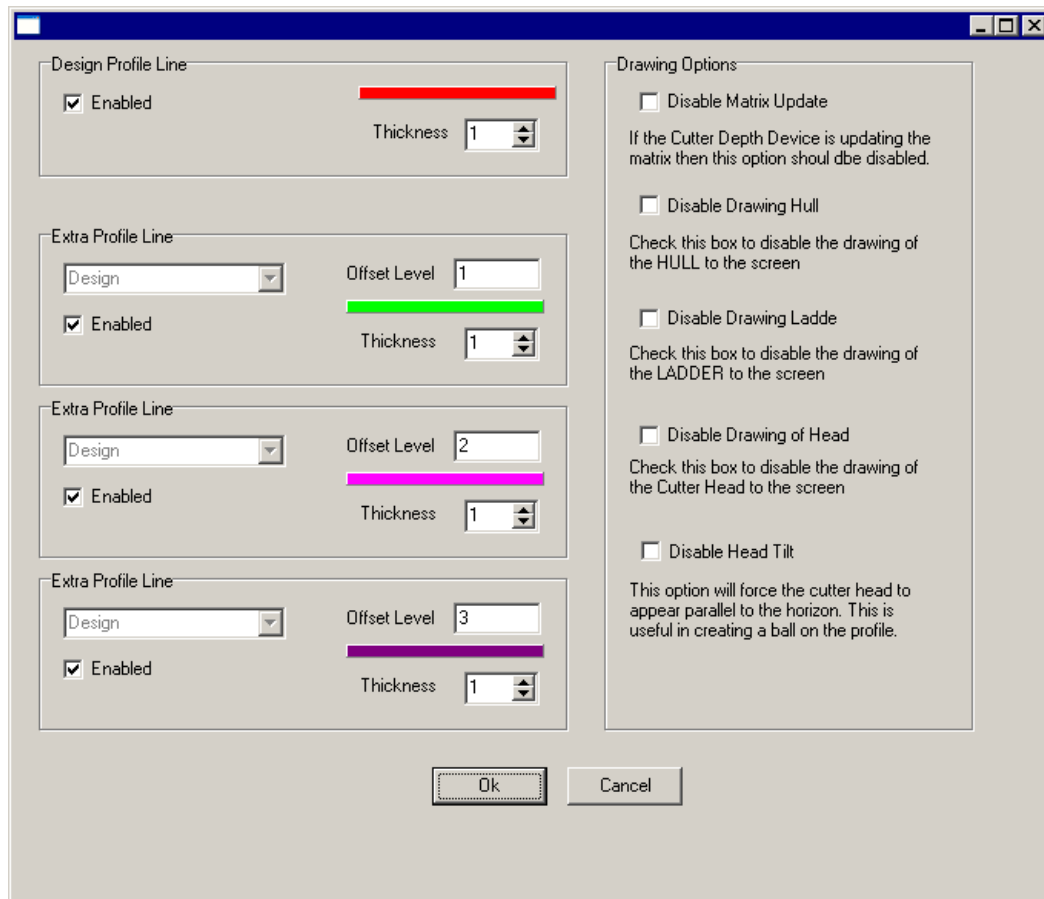 Design Profile Line
Enabled
Thickness 1
Extra Profile Line
Design
Offset Level 1
Enabled
Thickness 1
Extra Profile Line
Design
Offset Level 2
Enabled
Thickness 1
Extra Profile Line
Design
Offset Level 3
Enabled
Thickness 1
Drawing Options
Disable Matrix Update
If the Cutter Depth Device is updating the
matrix then this option shoul dbe disabled.
Disable Drawing Hull
Check this box to disable the drawing of
the HULL to the screen
Disable Drawing Ladde
Check this box to disable the drawing of
the LADDER to the screen
Disable Drawing of Head
Check this box to disable the drawing of
the Cutter Head to the screen
Disable Head Tilt
This option will force the cutter head to
appear parallel to the horizon. This is
useful in creating a ball on the profile.
Ok
Cancel